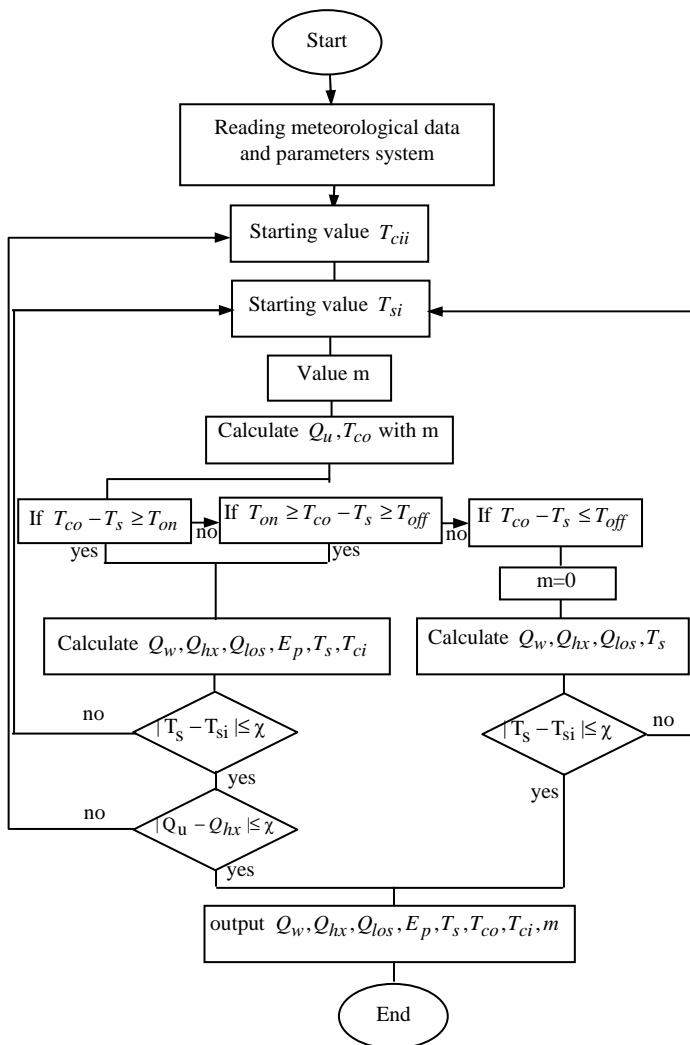 Start
Reading meteorological data
and parameters system
Starting value T_cii
Starting value T_si
Value m
Calculate Q_u,T_co with m
If T_co − T_s ≥ T_on
no
If T_on ≥ T_co − T_s ≥ T_off
no
If T_co − T_s ≤ T_off
yes
yes
m=0
Calculate Q_w,Q_hx,Q_los,E_p,T_s,T_ci
Calculate Q_w,Q_hx,Q_los,T_s
no
|T_s − T_si|≤ χ
|T_s − T_si|≤ χ
no
yes
yes
no
|Q_u − Q_hx|≤ χ
yes
output Q_w,Q_hx,Q_los,E_p,T_s,T_co,T_ci,m
End